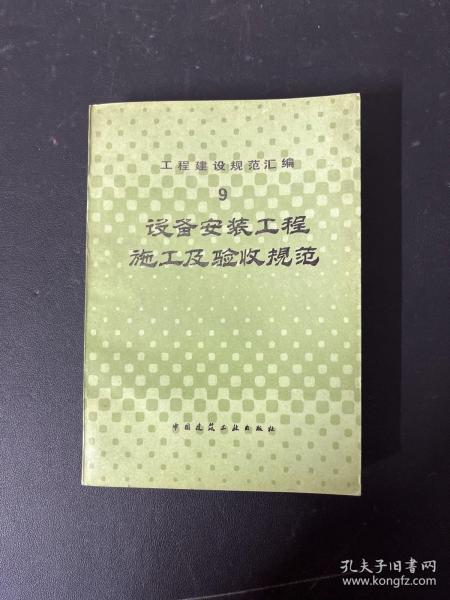 工程建设规范汇编
9
设备安装工程
施工及验收规范
中国建筑工业出版社
孔夫子旧书网
www.kongfz.com